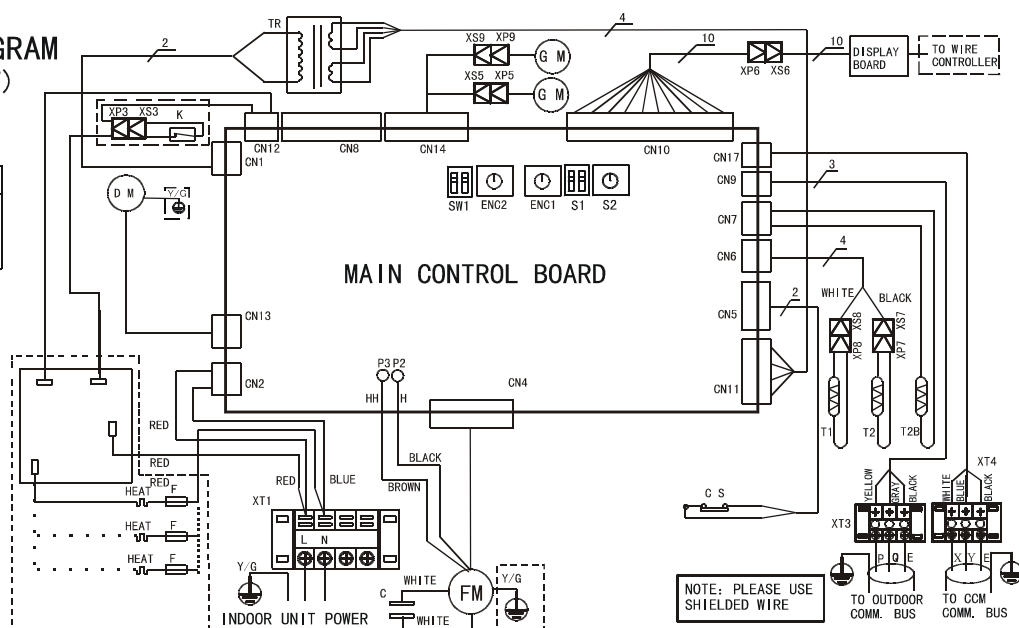 GRAM
)
TR
2
4
XS9 XP9
G M
XS5 XP5
G M
10
XP6 XS6
10
DISPLAY
BOARD
TO WIRE
CONTROLLER
XP3 XS3 K
CN12
CN8
CN14
CN10
CN1
CN17
CN9
3
D M
Y/G
SW1
ENC2
ENC1
S1
S2
CN7
CN6
4
MAIN CONTROL BOARD
WHITE
BLACK
CN5
2
CN13
XS8
XP8
XS7
XP7
P3 P2
CN2
CN4
CN11
HH
H
T1
T2
T2B
RED
BLACK
RED
RED
BLUE
BROWN
RED
HEAT F
XT1
C S
YELLOW
GRAY
BLACK
WHITE
BLUE
BLACK
XT4
XT3
HEAT F
L N
HEAT F
P Q E
X Y E
Y/G
WHITE
C
FM
Y/G
WHITE
INDOOR UNIT POWER
NOTE: PLEASE USE
SHIELDED WIRE
TO OUTDOOR
COMM. BUS
TO CCM
COMM. BUS